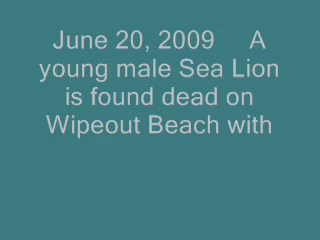 June 20, 2009 A
young male Sea Lion
is found dead on
Wipeout Beach with